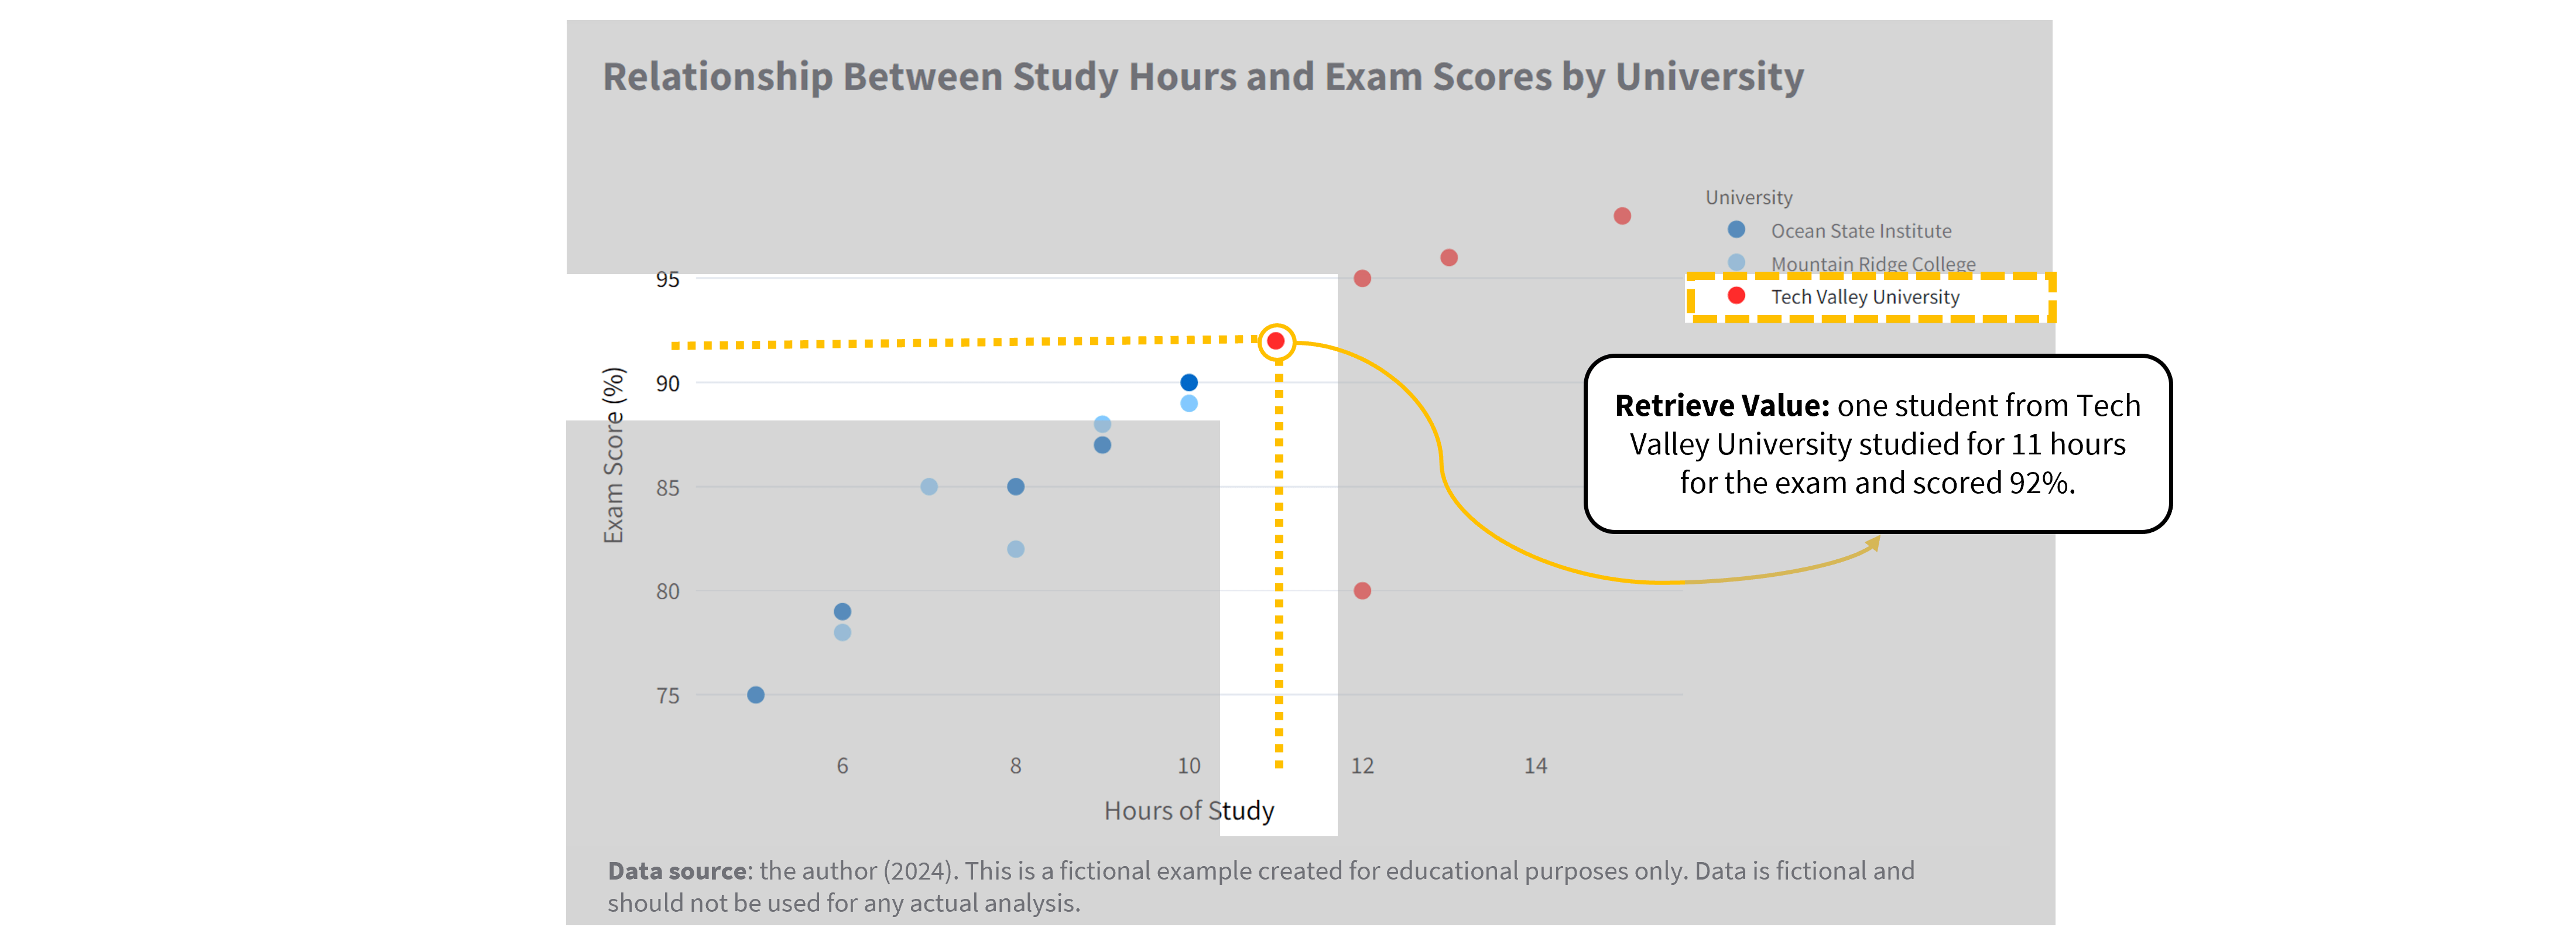 Relationship Between Study Hours and Exam Scores by University
University
Ocean State Institute
Mountain Ridge College
Tech Valley University
95
90
85
80
75
Exam Score (%)
Retrieve Value: one student from Tech
Valley University studied for 11 hours
for the exam and scored 92%.
6
8
10
12
14
Hours of Study
Data source: the author (2024). This is a fictional example created for educational purposes only. Data is fictional and
should not be used for any actual analysis.